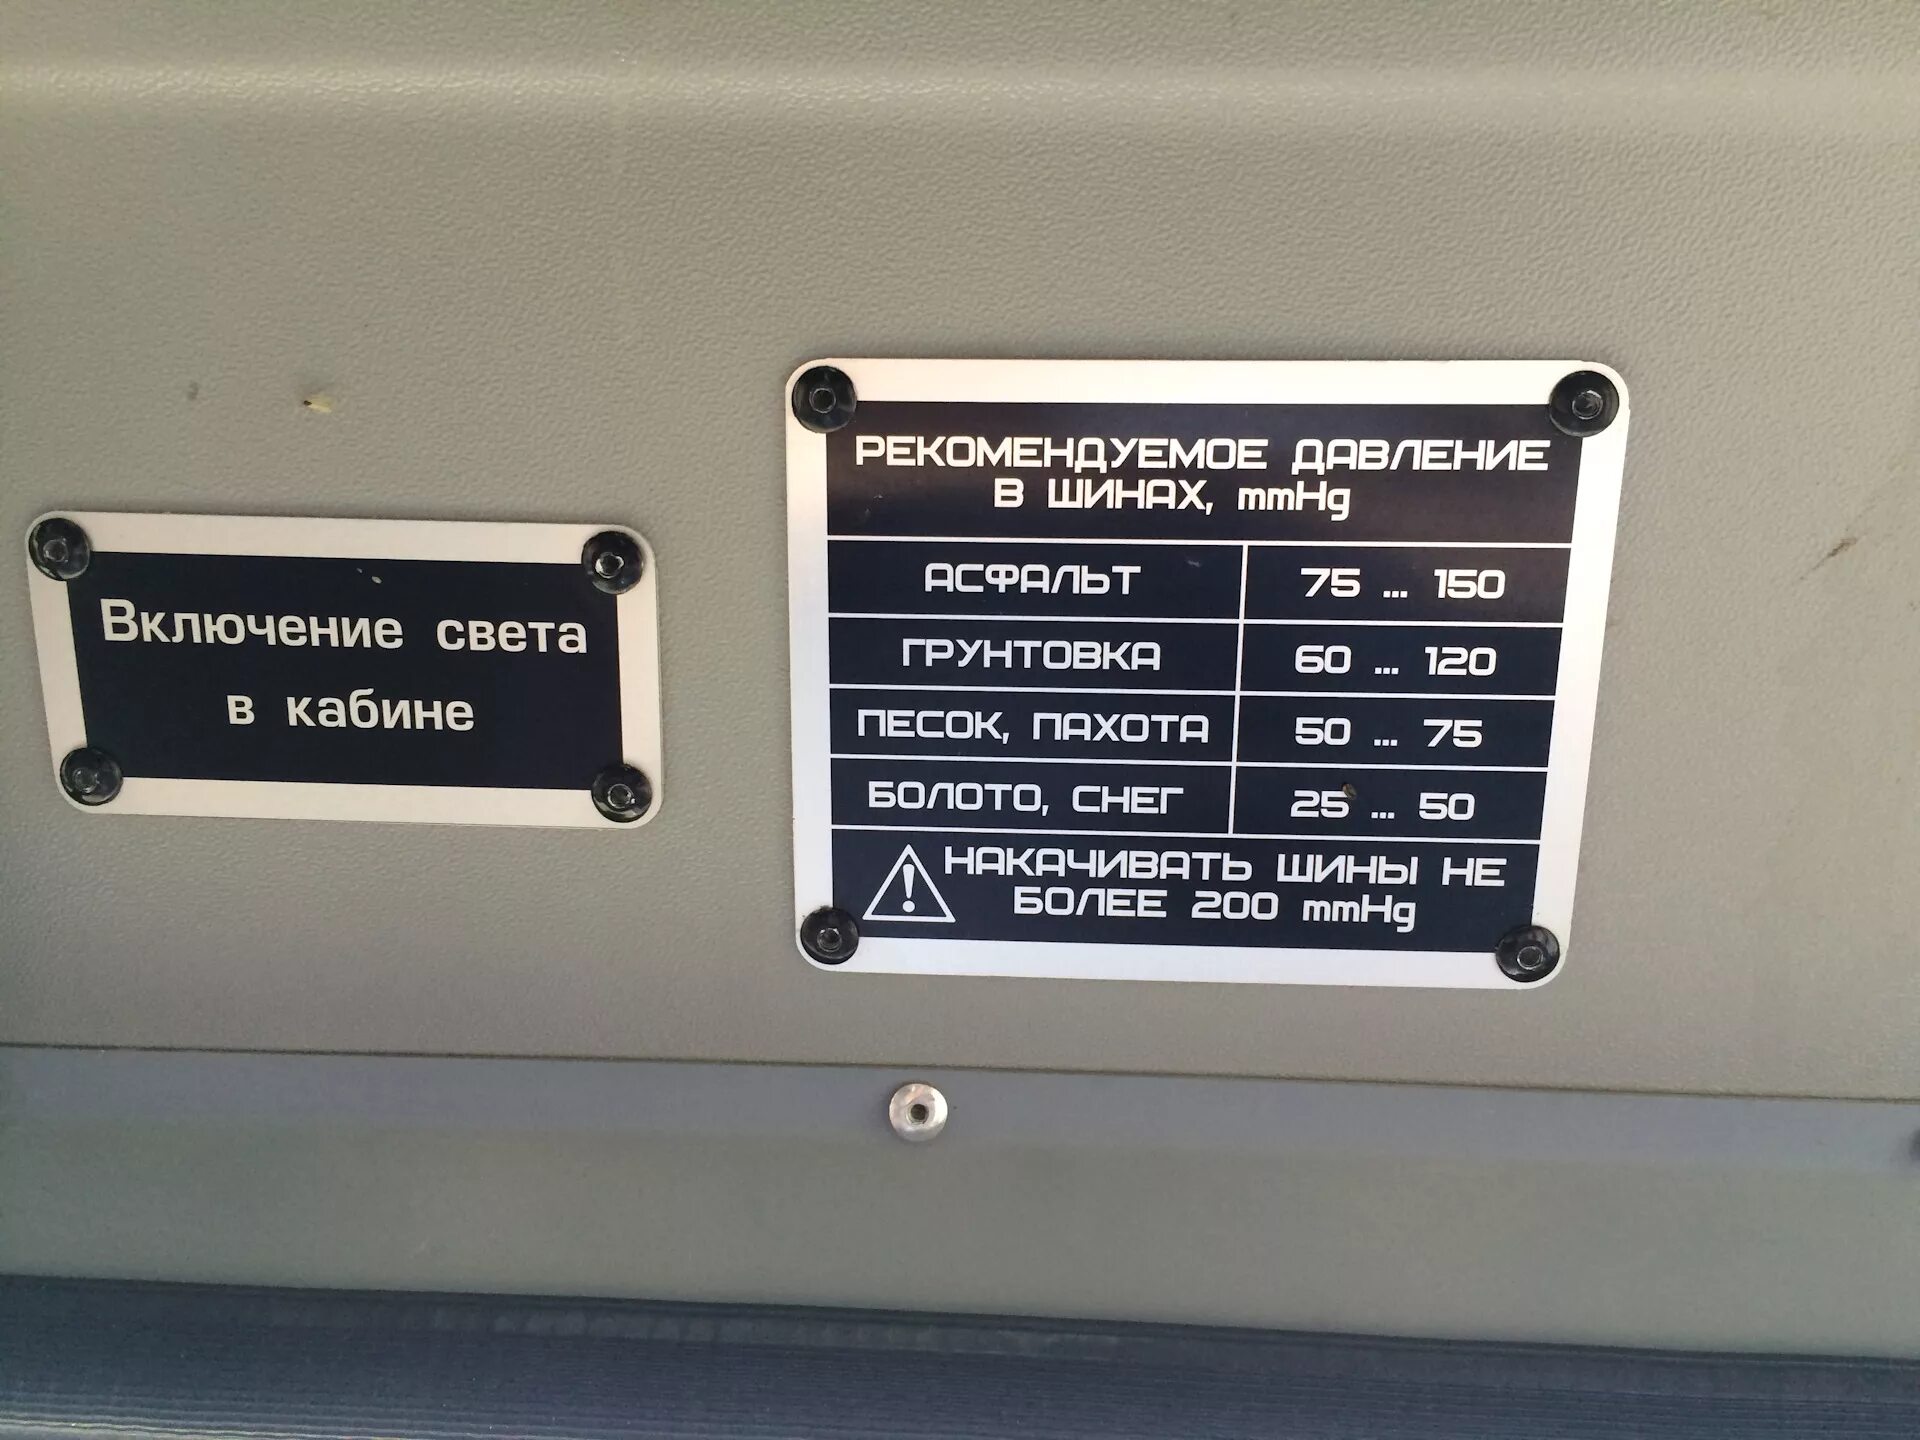 Включение света
в кабине
РЕКОМЕНДУЕМОЕ ДАВЛЕНИЕ
В ШИНАХ, mmHg
АСФАЛЬТ 75 ... 150
ГРУНТОВКА 60 ... 120
ПЕСОК, ПАХОТА 50 ... 75
БОЛОТО, СНЕГ 25 ... 50
НАКАЧИВАТЬ ШИНЫ НЕ
БОЛЕЕ 200 mmHg